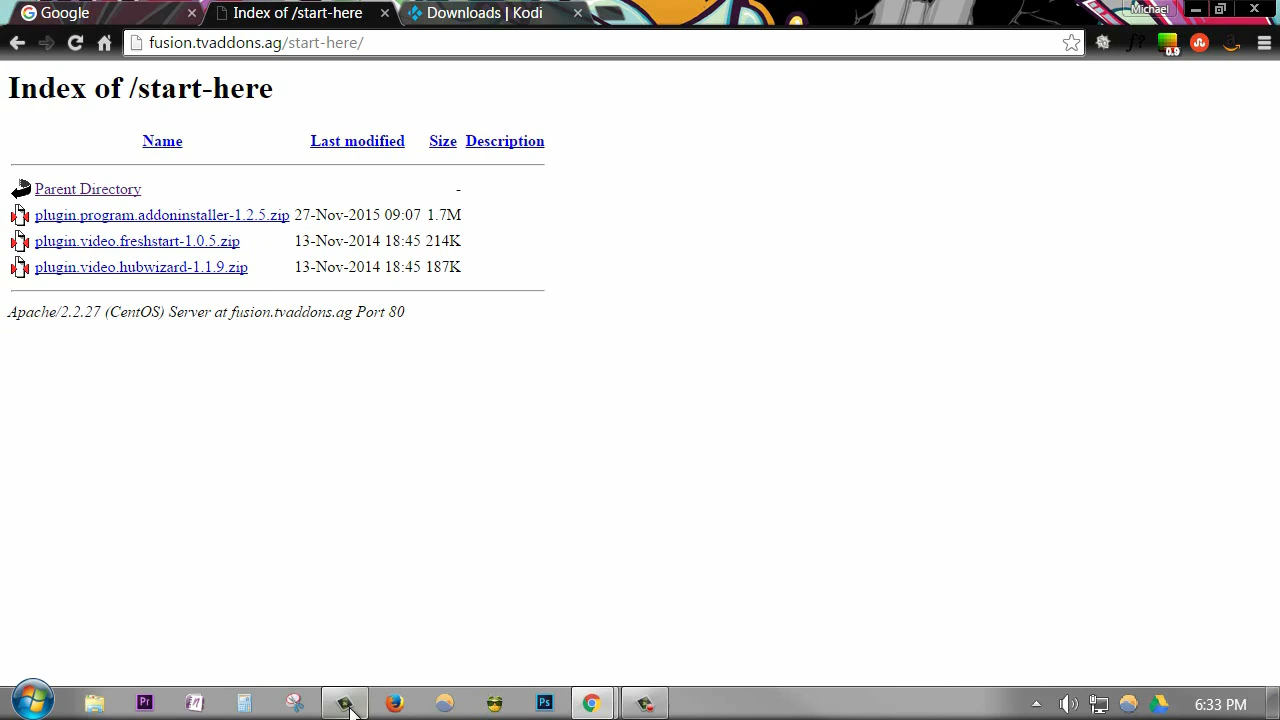 Google
Index of /start-here
Downloads | Kodi
Michael
fusion.tvaddons.ag/start-here/
f?
0.9
Index of /start-here
Name Last modified Size Description
Parent Directory -
plugin.program.addoninstaller-1.2.5.zip 27-Nov-2015 09:07 1.7M
plugin.video.freshstart-1.0.5.zip 13-Nov-2014 18:45 214K
plugin.video.hubwizard-1.1.9.zip 13-Nov-2014 18:45 187K
Apache/2.2.27 (CentOS) Server at fusion.tvaddons.ag Port 80
Pr
Ps
6:33 PM